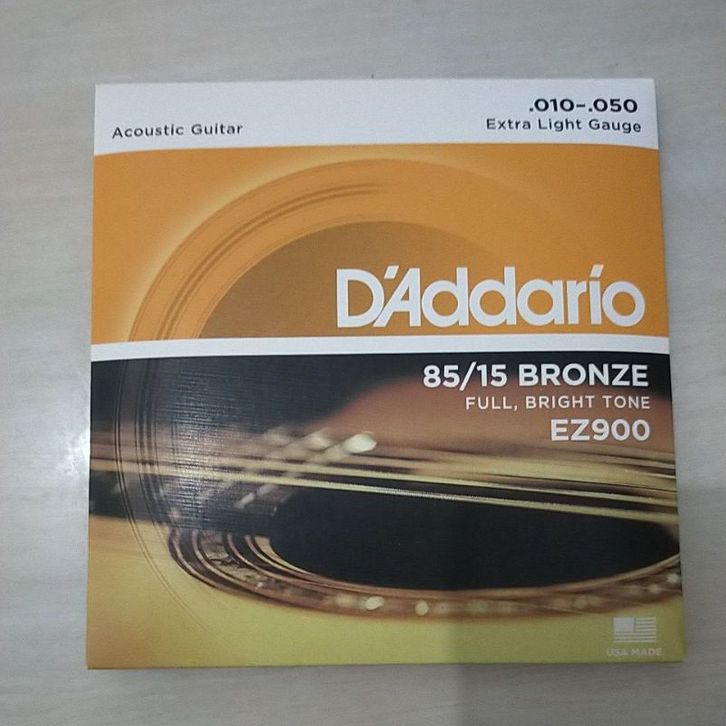 .010-.050
Acoustic Guitar
Extra Light Gauge
D'Addario
85/15 BRONZE
FULL, BRIGHT TONE
EZ900
USA MADE